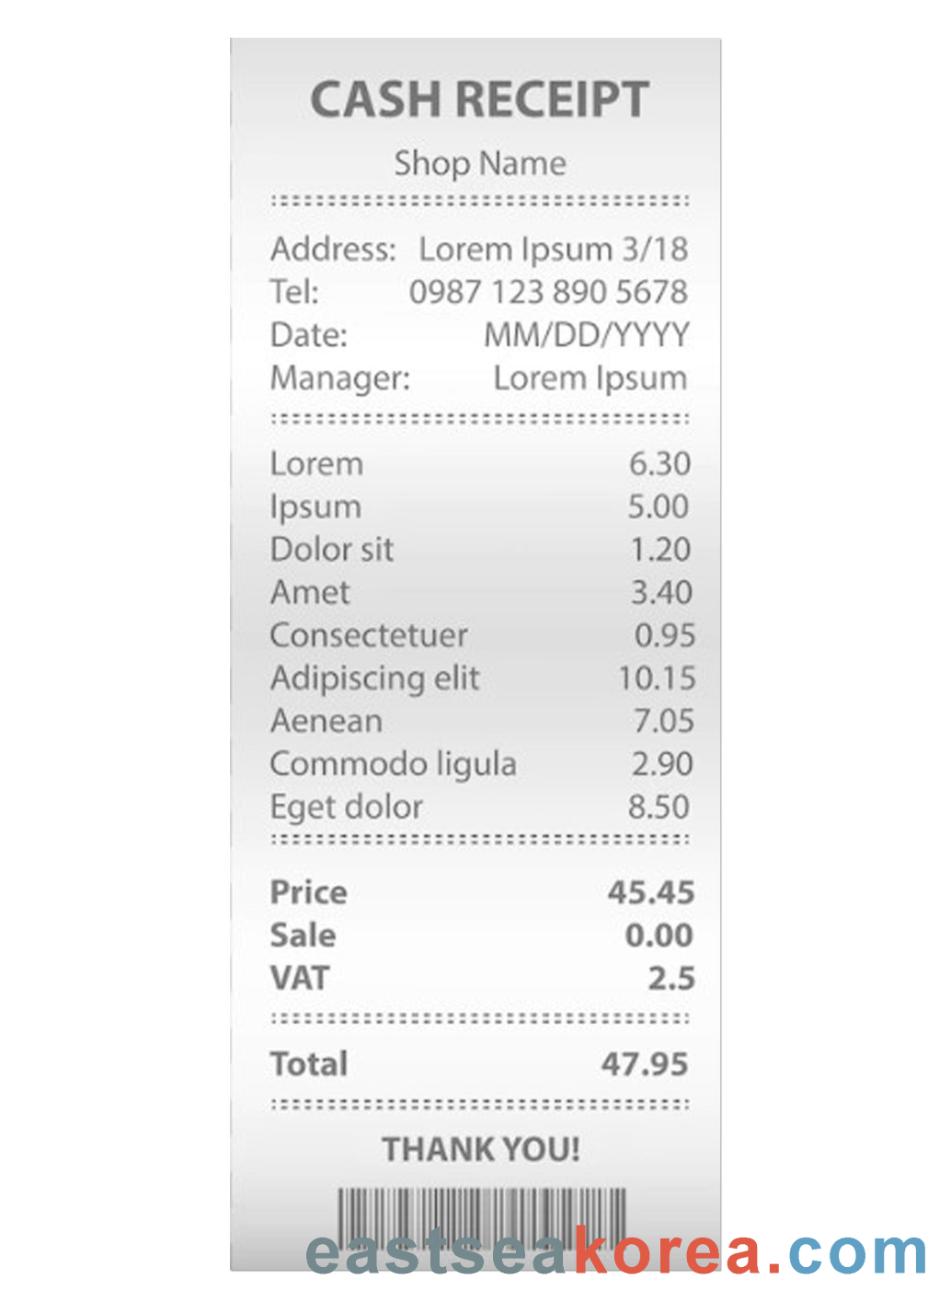 CASH RECEIPT
Shop Name
Address: Lorem Ipsum 3/18
Tel: 0987 123 890 5678
Date: MM/DD/YYYY
Manager: Lorem Ipsum
Lorem 6.30
Ipsum 5.00
Dolor sit 1.20
Amet 3.40
Consectetuer 0.95
Adipiscing elit 10.15
Aenean 7.05
Commodo ligula 2.90
Eget dolor 8.50
Price 45.45
Sale 0.00
VAT 2.5
Total 47.95
THANK YOU!
eastseakorea.com